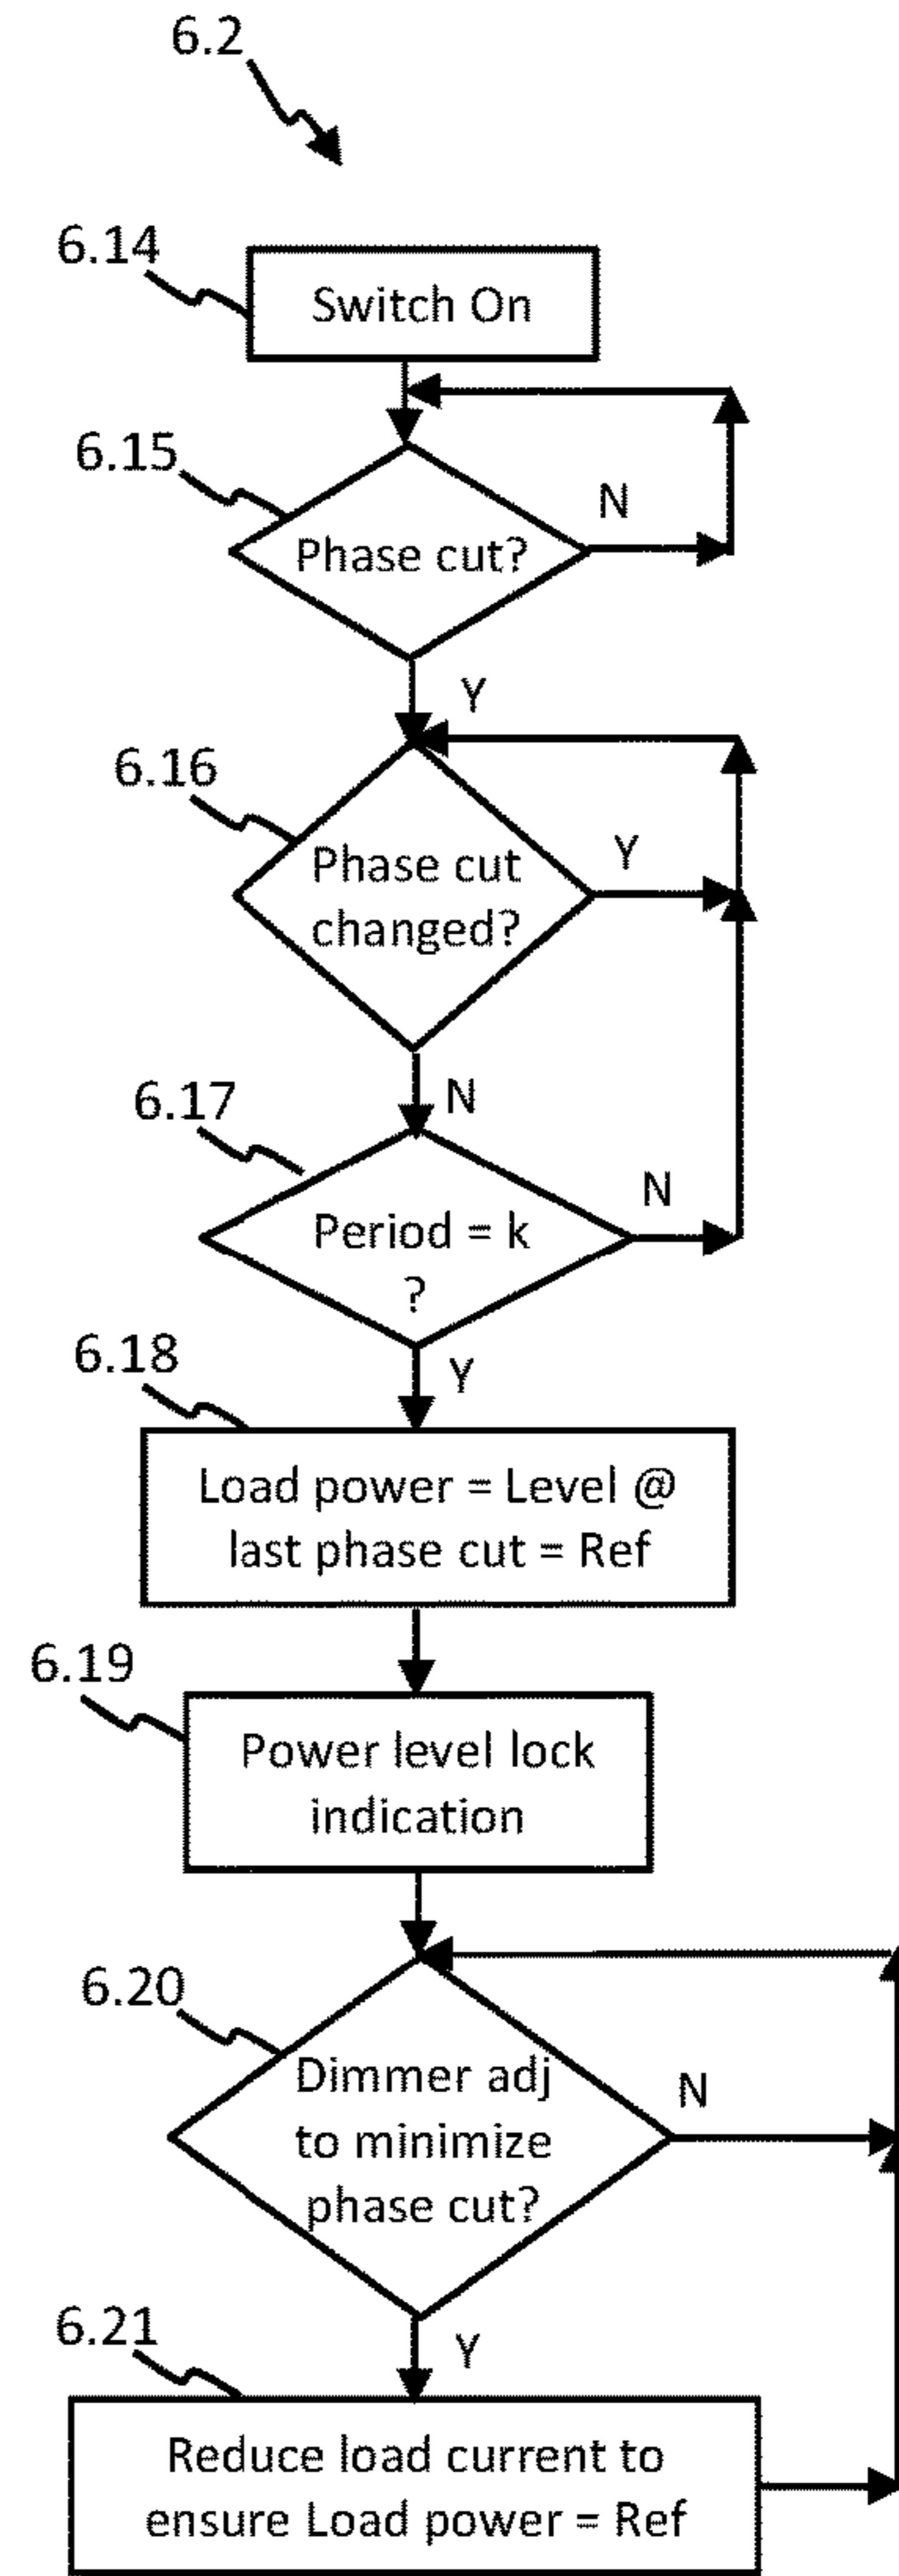 6.2
6.14
Switch On
6.15
Phase cut?
N
Y
6.16
Phase cut
changed?
Y
N
6.17
Period = k
?
N
Y
6.18
Load power = Level @
last phase cut = Ref
6.19
Power level lock
indication
6.20
Dimmer adj
to minimize
phase cut?
N
Y
6.21
Reduce load current to
ensure Load power = Ref